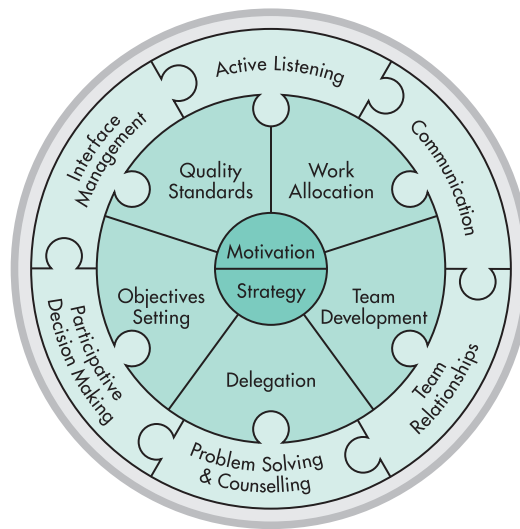 Active Listening
Communication
Team
Relationships
Problem Solving
& Counselling
Participative
Decision Making
Interface
Management
Quality
Standards
Work
Allocation
Team
Development
Delegation
Objectives
Setting
Motivation
Strategy